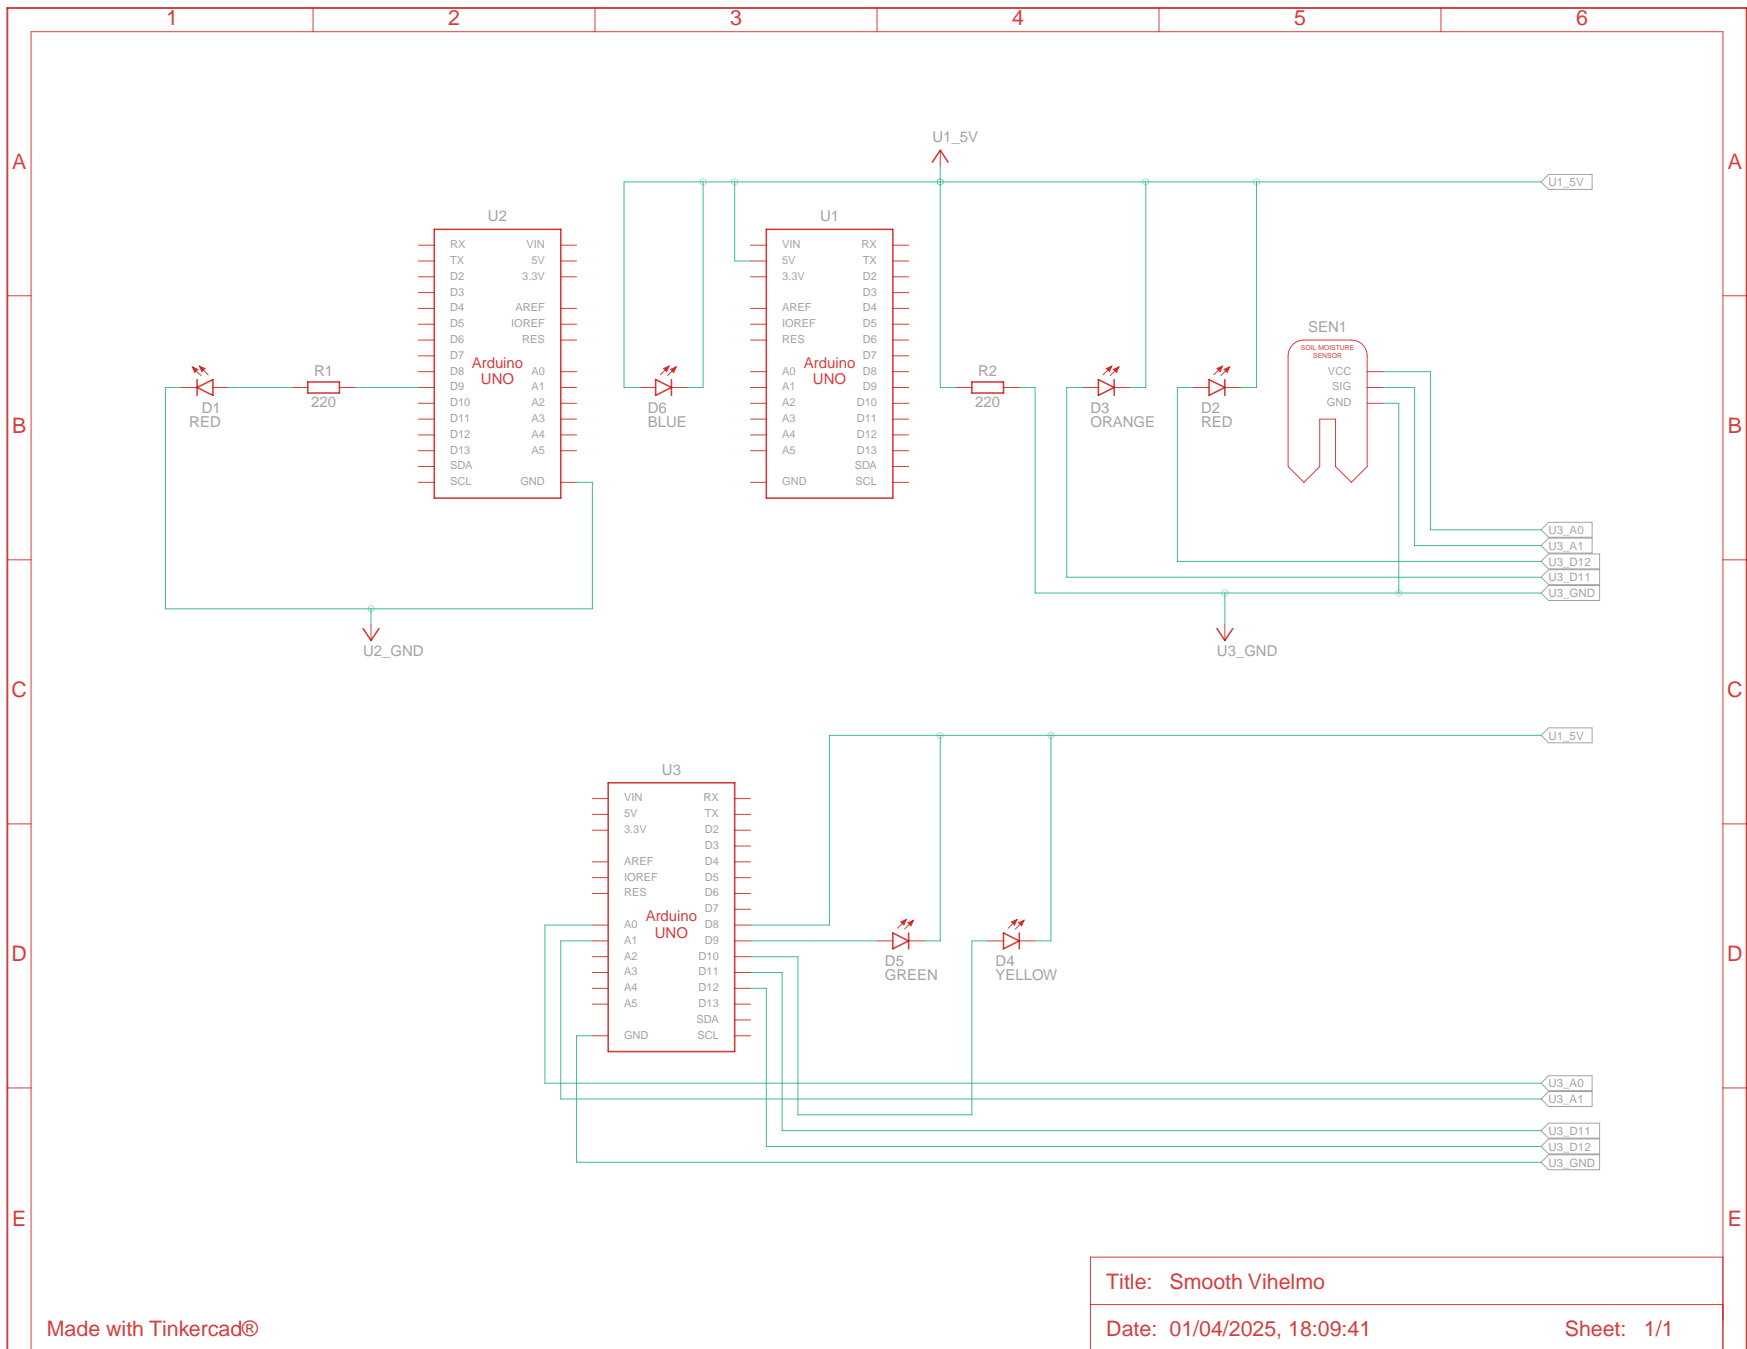 1 2 3 4 5 6
A A
B B
C C
D D
E E
U1_5V
U1_5V
U2
RX VIN
TX 5V
D2 3.3V
D3
D4 AREF
D5 IOREF
D6 RES
D7
Arduino
UNO
D8 A0
D9 A1
D10 A2
D11 A3
D12 A4
D13 A5
SDA
SCL GND
D1
RED
R1
220
U2_GND
D6
BLUE
U1
VIN RX
5V TX
3.3V D2
D3
AREF D4
IOREF D5
RES D6
D7
Arduino
UNO
A0 D8
A1 D9
A2 D10
A3 D11
A4 D12
A5 D13
SDA
GND SCL
R2
220
D3
ORANGE
D2
RED
SEN1
SOIL MOISTURE
SENSOR
VCC
SIG
GND
U3_A0
U3_A1
U3_D12
U3_D11
U3_GND
U3_GND
U1_5V
U3
VIN RX
5V TX
3.3V D2
D3
AREF D4
IOREF D5
RES D6
D7
Arduino
UNO
A0 D8
A1 D9
A2 D10
A3 D11
A4 D12
A5 D13
SDA
GND SCL
D5
GREEN
D4
YELLOW
U3_A0
U3_A1
U3_D11
U3_D12
U3_GND
Title: Smooth Vihelmo
Made with Tinkercad®
Date: 01/04/2025, 18:09:41 Sheet: 1/1